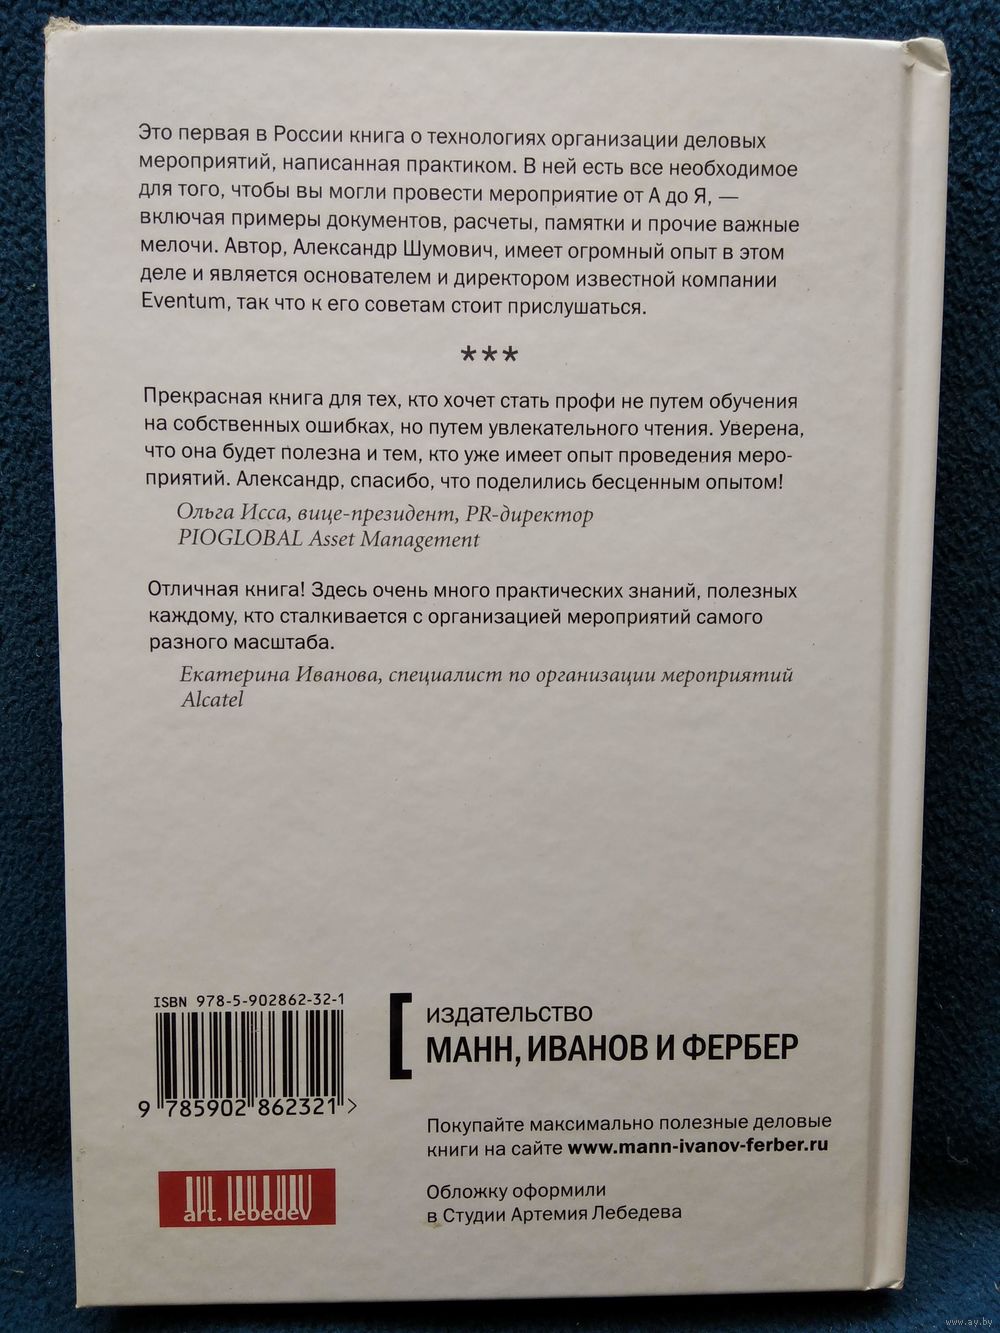 Это первая в России книга о технологиях организации деловых
мероприятий, написанная практиком. В ней есть все необходимое
для того, чтобы вы могли провести мероприятие от А до Я, —
включая примеры документов, расчеты, памятки и прочие важные
мелочи. Автор, Александр Шумович, имеет огромный опыт в этом
деле и является основателем и директором известной компании
Eventum, так что к его советам стоит прислушаться.
***
Прекрасная книга для тех, кто хочет стать профи не путем обучения
на собственных ошибках, но путем увлекательного чтения. Уверена,
что она будет полезна и тем, кто уже имеет опыт проведения меро-
приятий. Александр, спасибо, что поделились бесценным опытом!
Ольга Исса, вице-президент, PR-директор
PIOGLOBAL Asset Management
Отличная книга! Здесь очень много практических знаний, полезных
каждому, кто сталкивается с организацией мероприятий самого
разного масштаба.
Екатерина Иванова, специалист по организации мероприятий
Alcatel
ISBN 978-5-902862-32-1
9 785902 862321 >
издательство
МАНН, ИВАНОВ И ФЕРБЕР
Покупайте максимально полезные деловые
книги на сайте www.mann-ivanov-ferber.ru
art. lebedev
Обложку оформили
в Студии Артемия Лебедева
www.ay.by